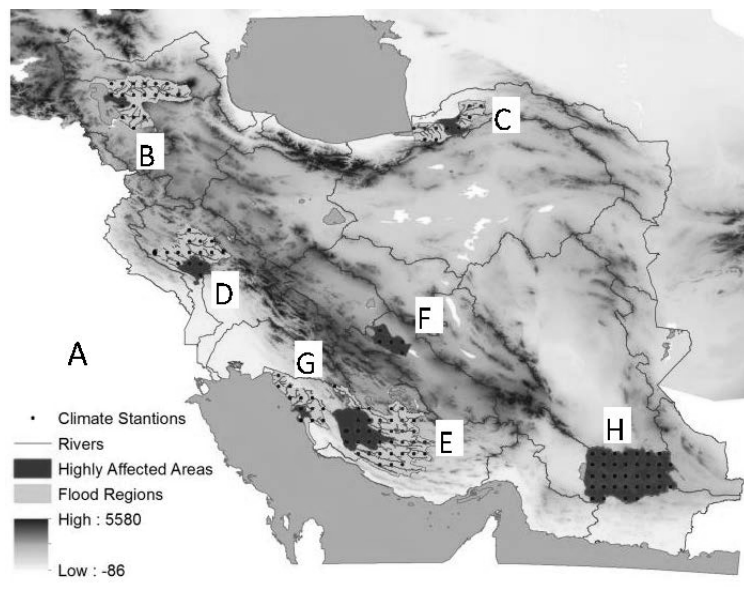 C
B
D
F
A
G
E
H
Climate Stantions
Rivers
Highly Affected Areas
Flood Regions
High : 5580
Low : -86